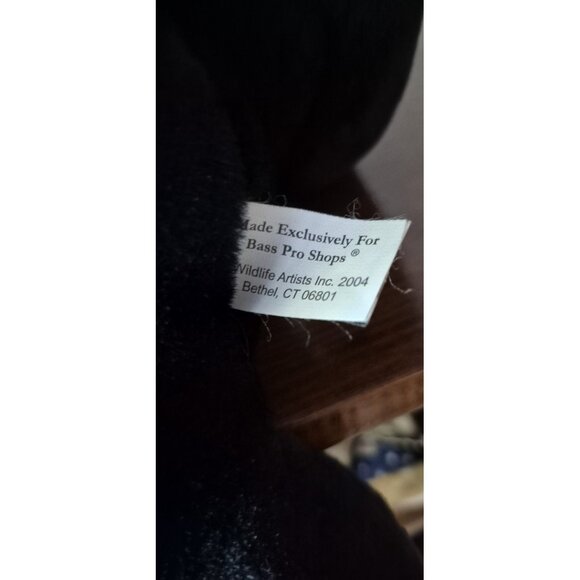 Made Exclusively For
Bass Pro Shops ®
Wildlife Artists Inc. 2004
Bethel, CT 06801